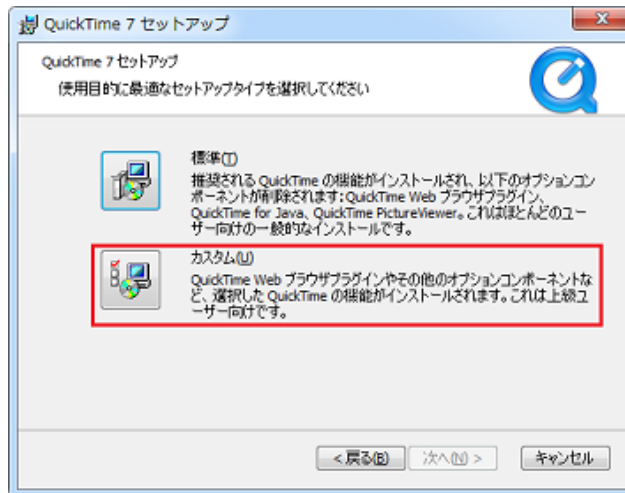 QuickTime 7 セットアップ
QuickTime 7 セットアップ
使用目的に最適なセットアップタイプを選択してください
標準(T)
推奨される QuickTime の機能がインストールされ、以下のオプションコン
ポーネントが削除されます：QuickTime Web ブラウザプラグイン、
QuickTime for Java、QuickTime PictureViewer。これはほとんどのユー
ザー向けの一般的なインストールです。
カスタム(U)
QuickTime Web ブラウザプラグインやその他のオプションコンポーネントな
ど、選択した QuickTime の機能がインストールされます。これは上級ユ
ーザー向けです。
< 戻る(B)
次へ(N) >
キャンセル